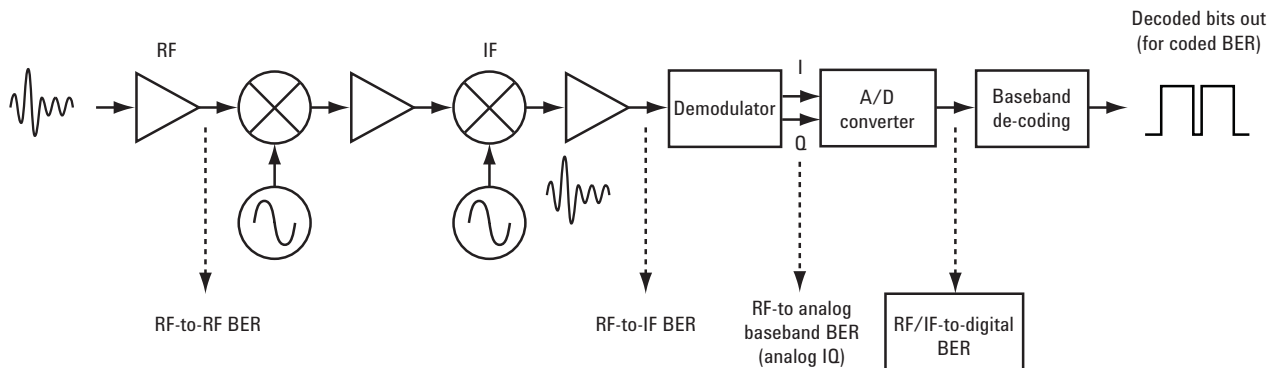 Decoded bits out
(for coded BER)
RF
IF
I
Demodulator
Q
A/D
converter
Baseband
de-coding
RF-to-RF BER
RF-to-IF BER
RF-to analog
baseband BER
(analog IQ)
RF/IF-to-digital
BER